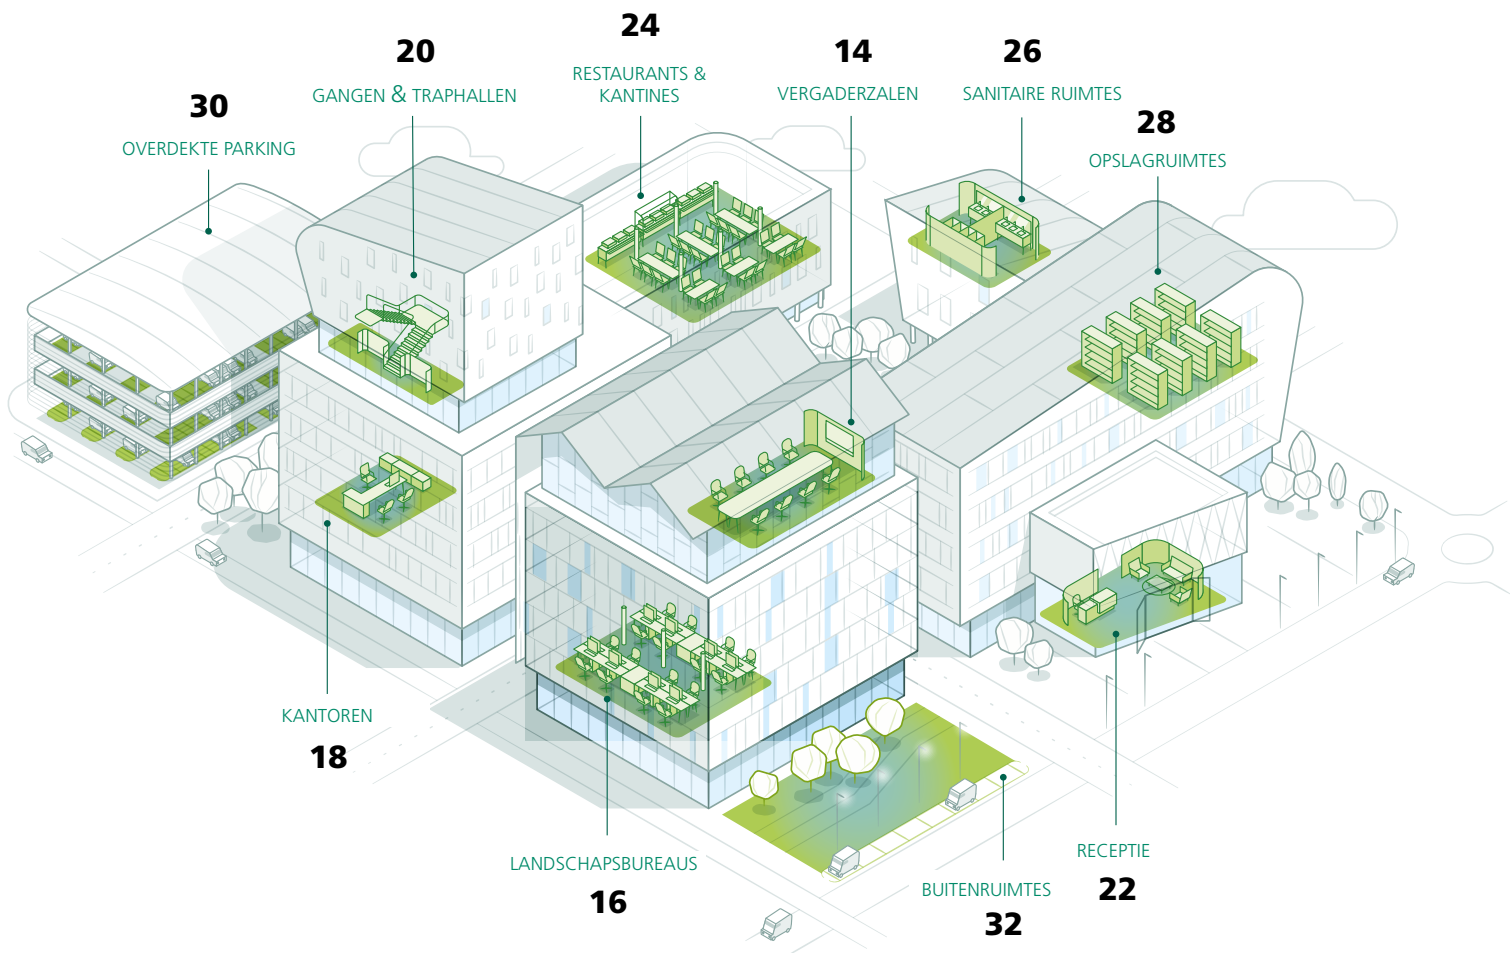 30
OVERDEKTE PARKING
20
GANGEN & TRAPHALLEN
24
RESTAURANTS &
KANTINES
14
VERGADERZALEN
26
SANITAIRE RUIMTES
28
OPSLAGRUIMTES
KANTOREN
18
LANDSCHAPSBUREAUS
16
BUITENRUIMTES
32
RECEPTIE
22